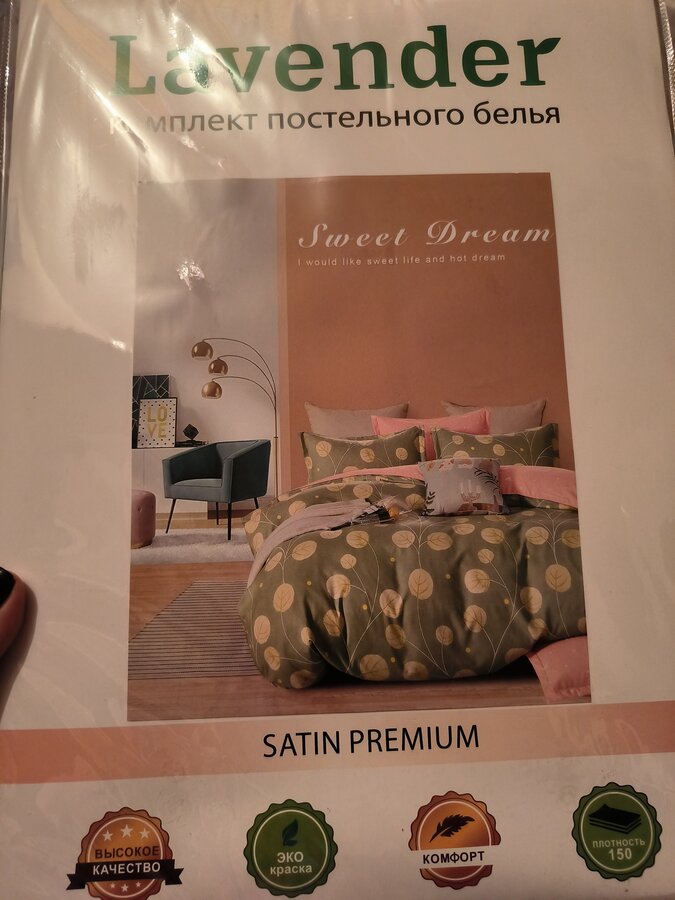 Lavender
Комплект постельного белья
Sweet Dream
I would like sweet life and hot dream
LOVE
SATIN PREMIUM
ВЫСОКОЕ
КАЧЕСТВО
ЭКО
краска
КОМФОРТ
ПЛОТНОСТЬ
150